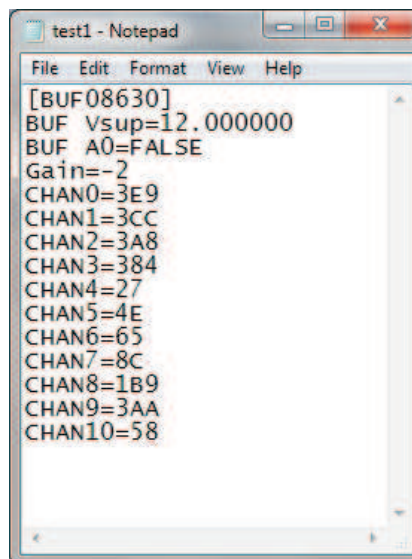 test1 - Notepad
File Edit Format View Help
[BUF08630]
BUF Vsup=12.000000
BUF A0=FALSE
Gain=-2
CHAN0=3E9
CHAN1=3CC
CHAN2=3A8
CHAN3=384
CHAN4=27
CHAN5=4E
CHAN6=65
CHAN7=8C
CHAN8=1B9
CHAN9=3AA
CHAN10=58